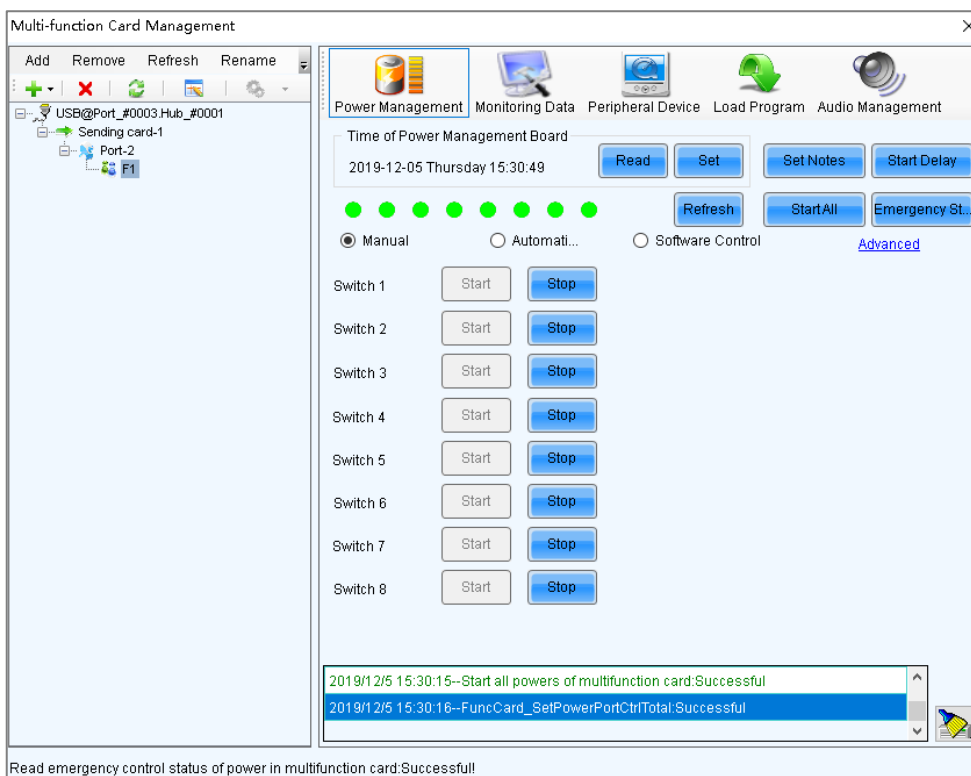 Multi-function Card Management
Add Remove Refresh Rename
USB@Port_#0003.Hub_#0001
Sending card-1
Port-2
F1
Power Management Monitoring Data Peripheral Device Load Program Audio Management
Time of Power Management Board
2019-12-05 Thursday 15:30:49 Read Set Set Notes Start Delay
Refresh StartAll Emergency St...
Manual Automati... Software Control Advanced
Switch 1 Start Stop
Switch 2 Start Stop
Switch 3 Start Stop
Switch 4 Start Stop
Switch 5 Start Stop
Switch 6 Start Stop
Switch 7 Start Stop
Switch 8 Start Stop
2019/12/5 15:30:15--Start all powers of multifunction card:Successful
2019/12/5 15:30:16--FuncCard_SetPowerPortCtrlTotal:Successful
Read emergency control status of power in multifunction card:Successful!